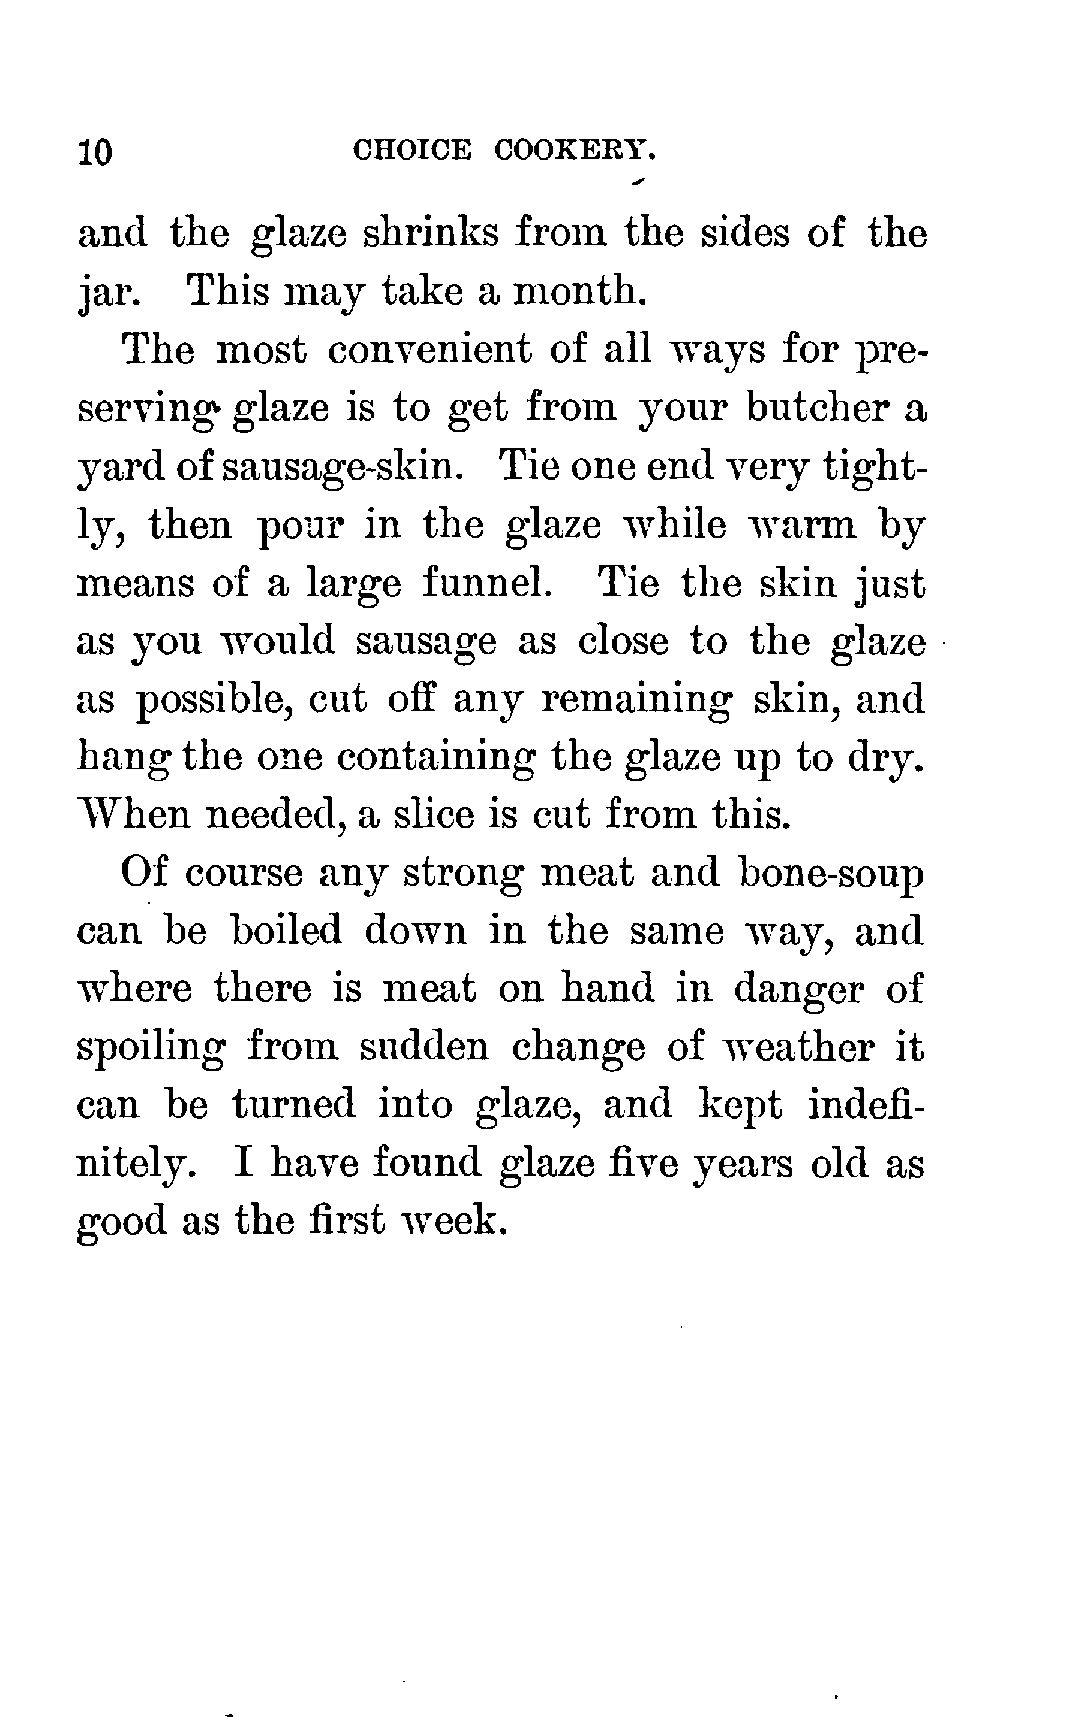 10 CHOICE COOKERY.
and the glaze shrinks from the sides of the
jar. This may take a month.
The most convenient of all ways for pre-
serving glaze is to get from your butcher a
yard of sausage-skin. Tie one end very tight-
ly, then pour in the glaze while warm by
means of a large funnel. Tie the skin just
as you would sausage as close to the glaze
as possible, cut off any remaining skin, and
hang the one containing the glaze up to dry.
When needed, a slice is cut from this.
Of course any strong meat and bone-soup
can be boiled down in the same way, and
where there is meat on hand in danger of
spoiling from sudden change of weather it
can be turned into glaze, and kept indefi-
nitely. I have found glaze five years old as
good as the first week.